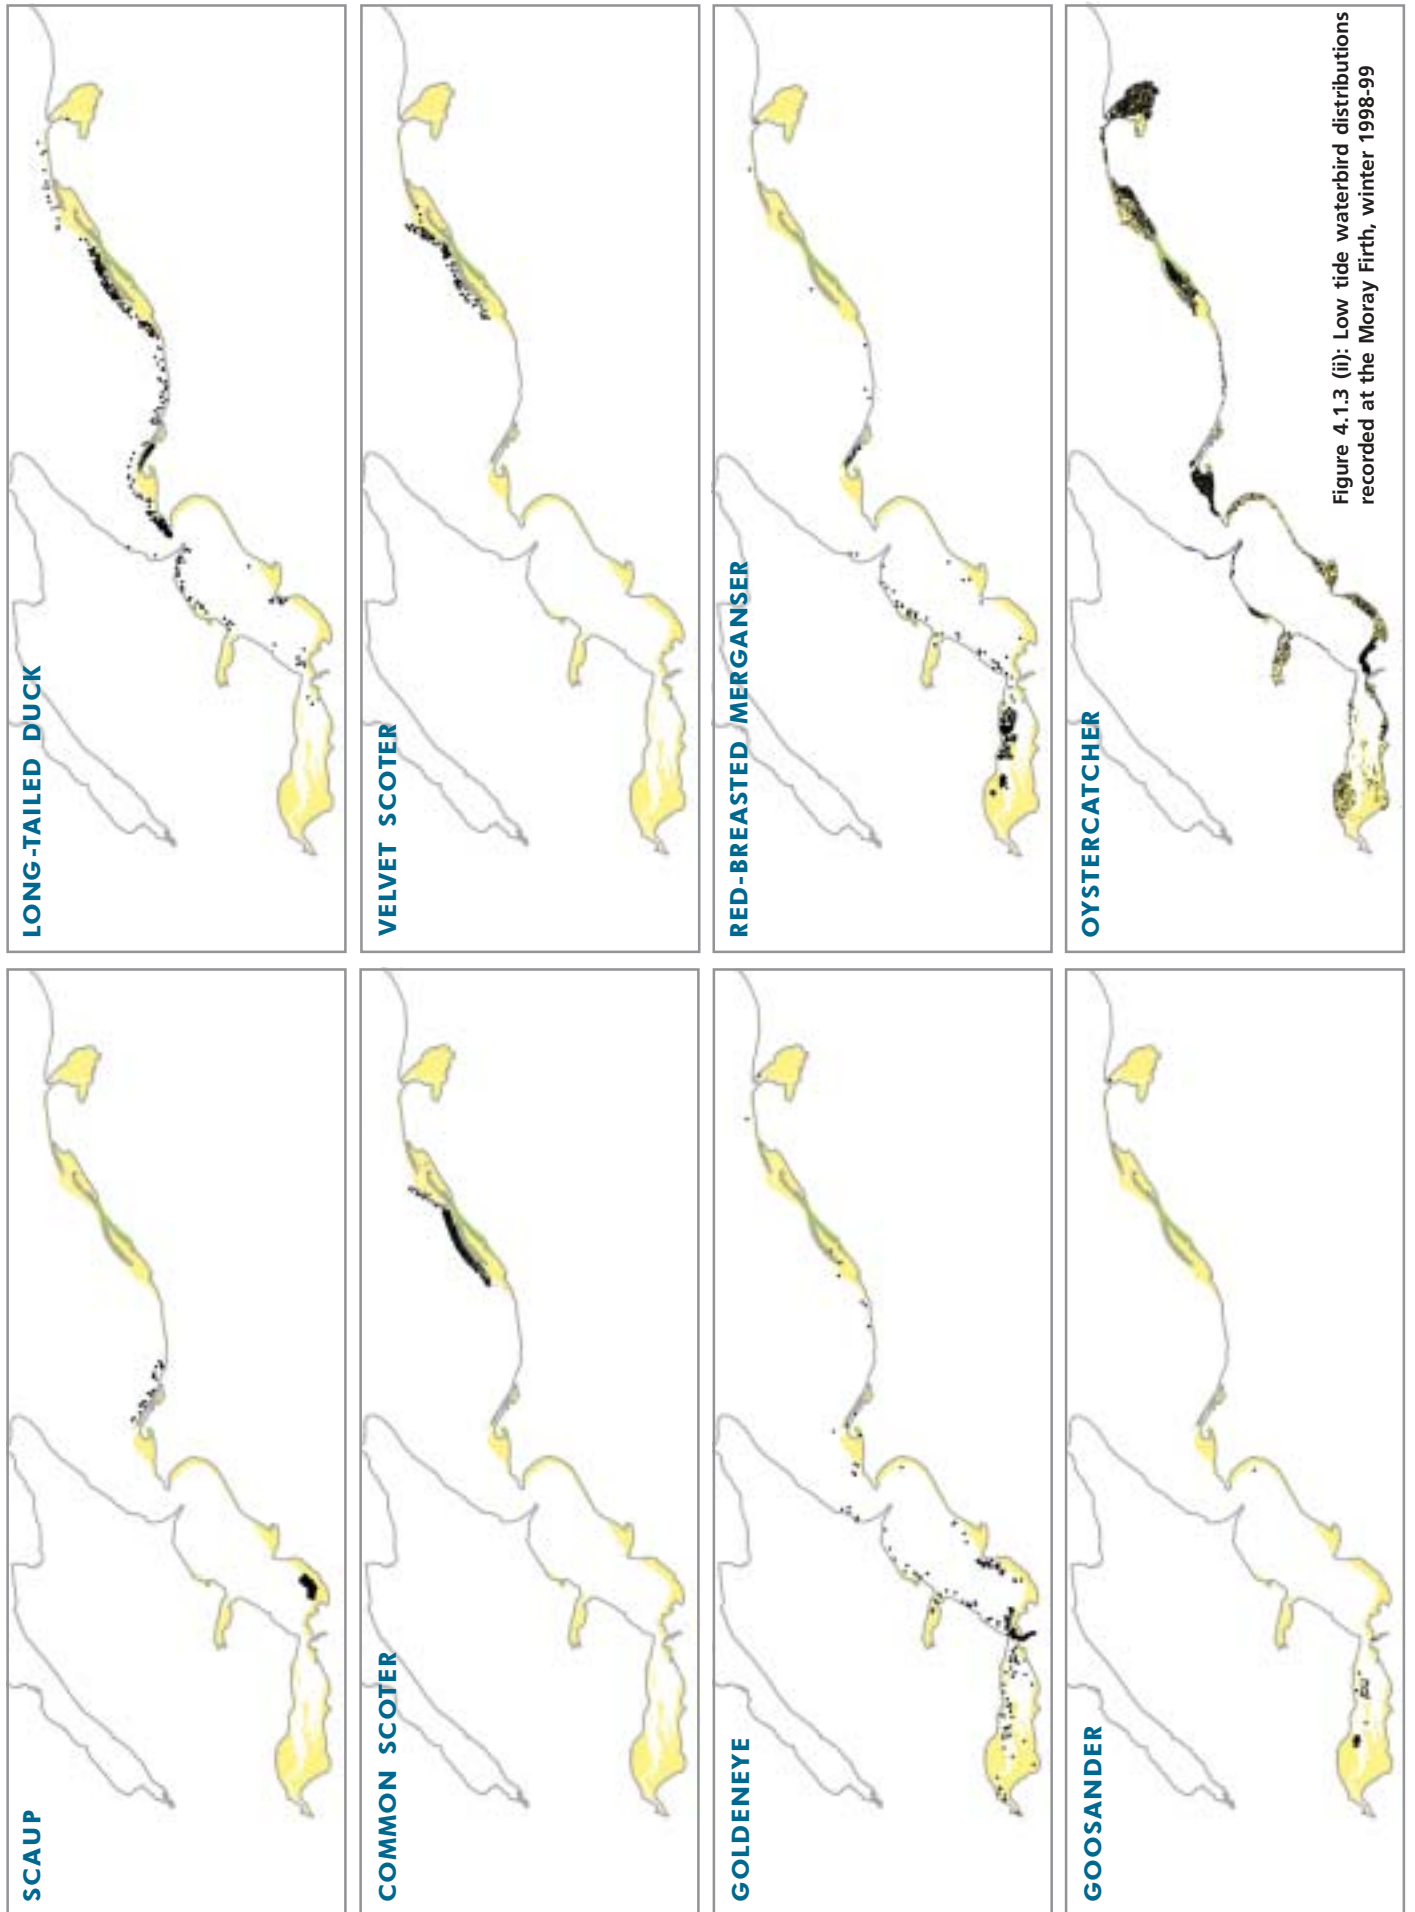 SCAUP
LONG-TAILED DUCK
COMMON SCOTER
VELVET SCOTER
GOLDENEYE
RED-BREASTED MERGANSER
GOOSANDER
OYSTERCATCHER
Figure 4.1.3 (ii): Low tide waterbird distributions
recorded at the Moray Firth, winter 1998-99